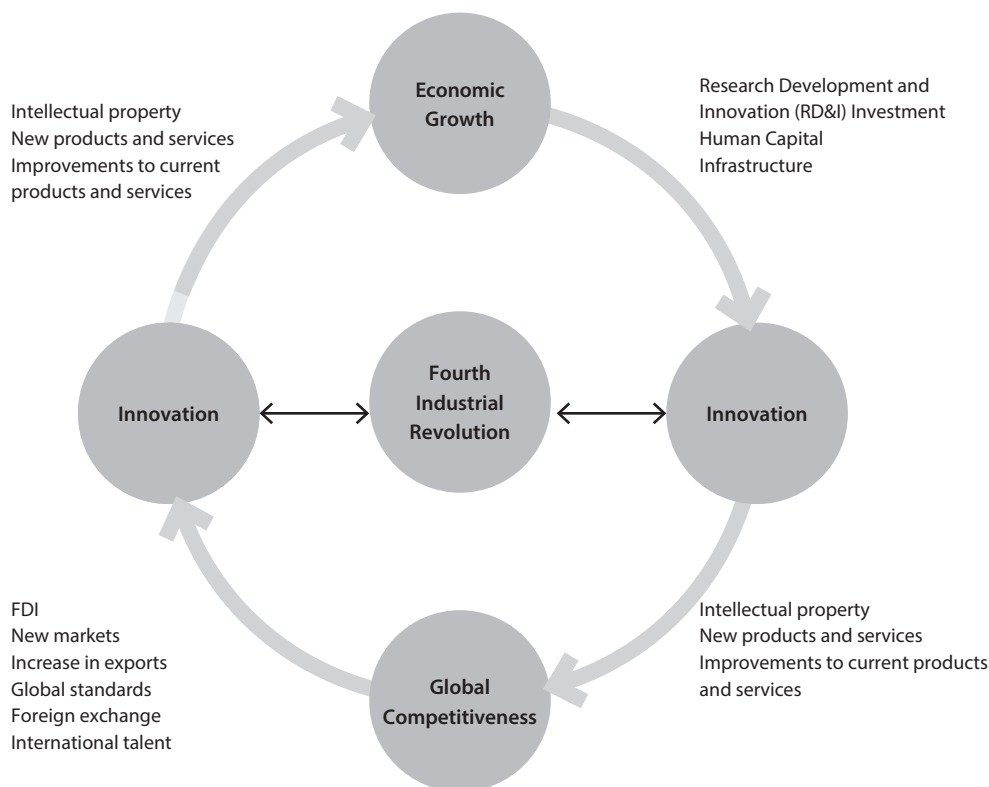 Economic
Growth
Intellectual property
New products and services
Improvements to current
products and services
Research Development and
Innovation (RD&I) Investment
Human Capital
Infrastructure
Innovation
Fourth
Industrial
Revolution
Innovation
FDI
New markets
Increase in exports
Global standards
Foreign exchange
International talent
Global
Competitiveness
Intellectual property
New products and services
Improvements to current products
and services